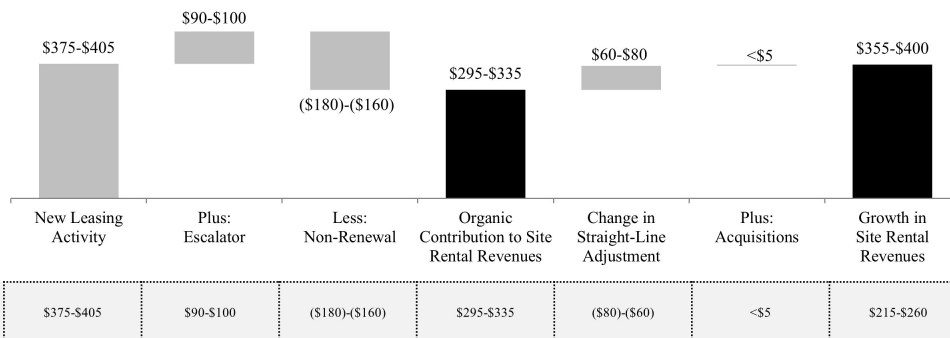 $90-$100
$375-$405
$60-$80
<$5
$355-$400
$295-$335
($180)-($160)
New Leasing
Activity
Plus:
Escalator
Less:
Non-Renewal
Organic
Contribution to Site
Rental Revenues
Change in
Straight-Line
Adjustment
Plus:
Acquisitions
Growth in
Site Rental
Revenues
$375-$405
$90-$100
($180)-($160)
$295-$335
($80)-($60)
<$5
$215-$260